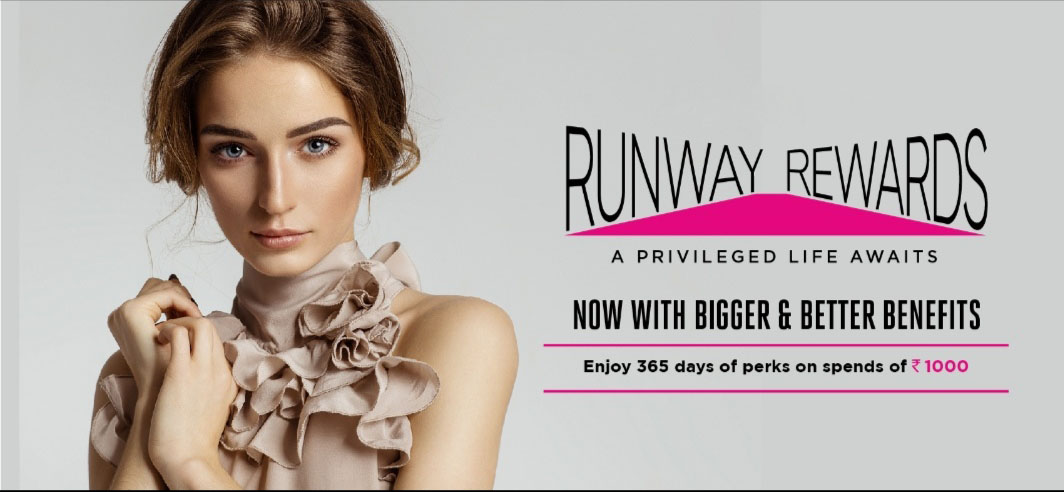 RUNWAY REWARDS
A PRIVILEGED LIFE AWAITS
NOW WITH BIGGER & BETTER BENEFITS
Enjoy 365 days of perks on spends of ₹ 1000